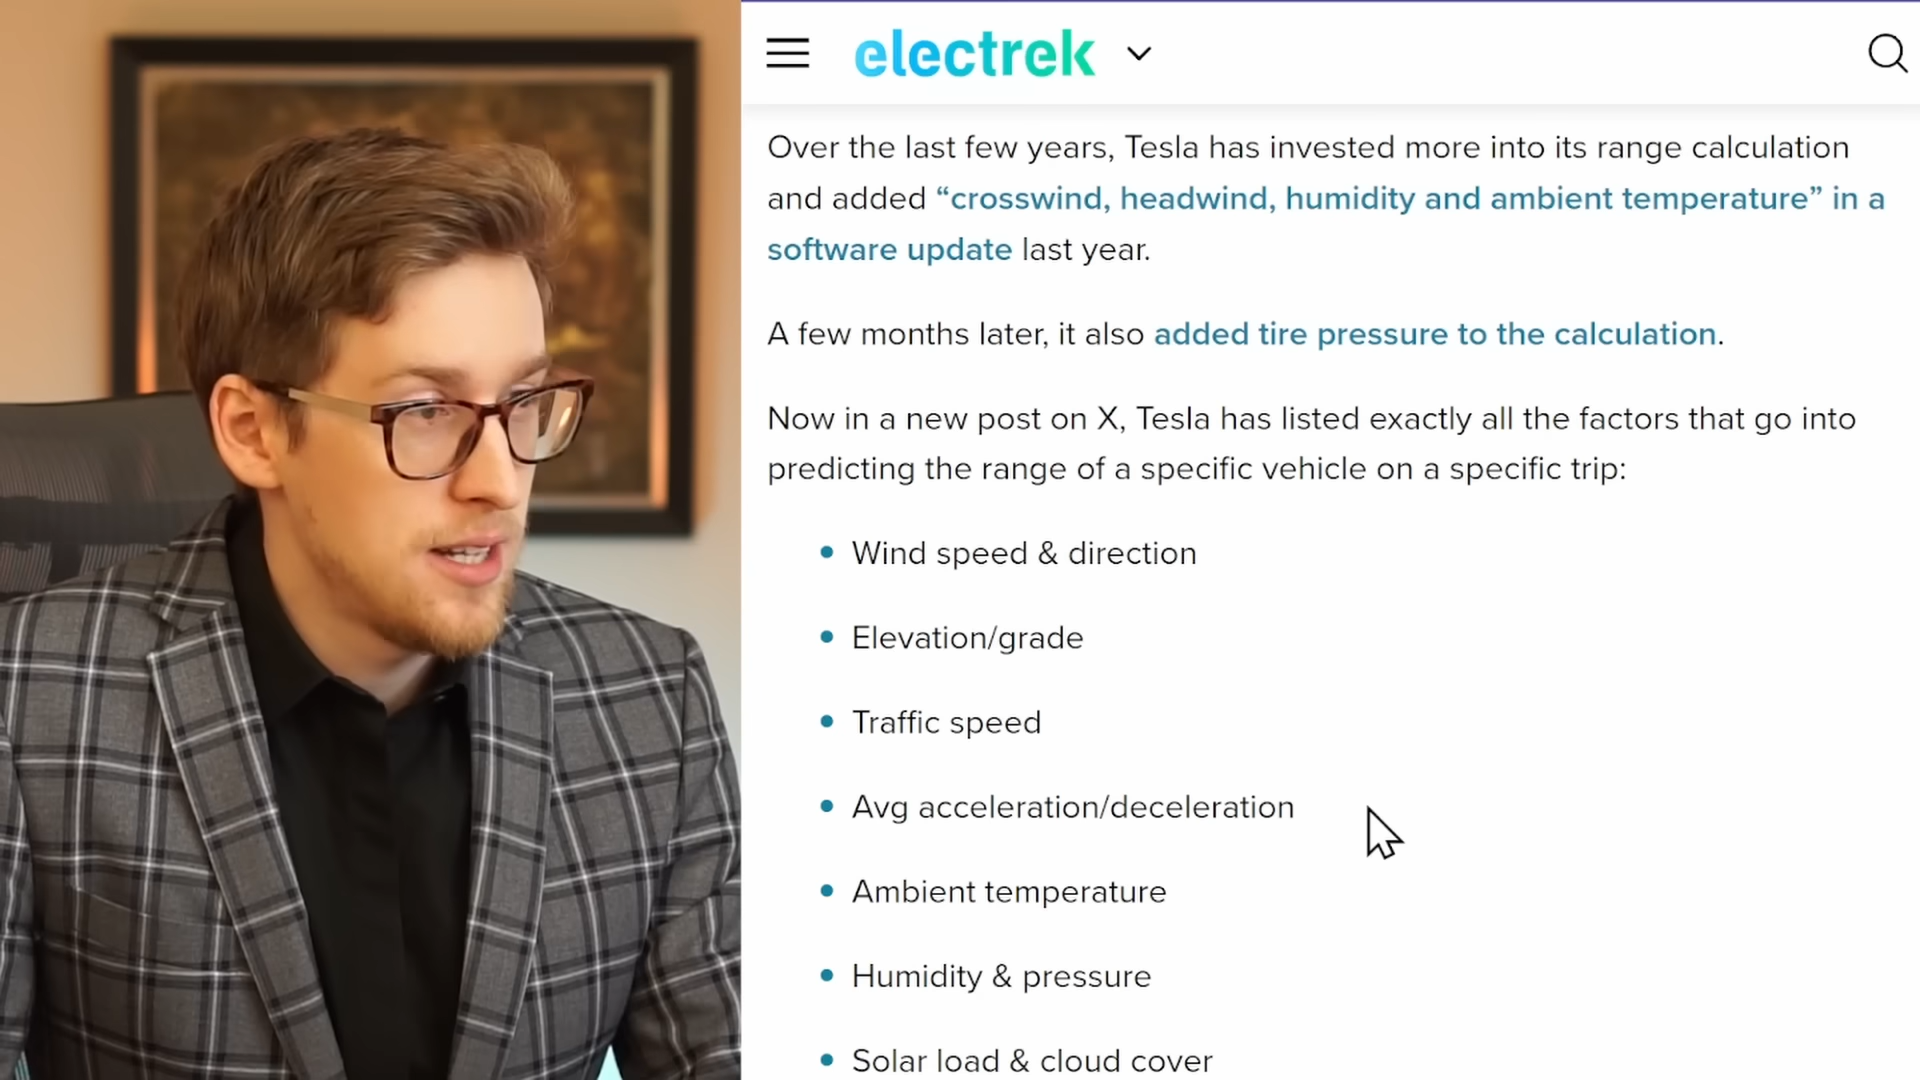 electrek
Over the last few years, Tesla has invested more into its range calculation
and added “crosswind, headwind, humidity and ambient temperature” in a
software update last year.
A few months later, it also added tire pressure to the calculation.
Now in a new post on X, Tesla has listed exactly all the factors that go into
predicting the range of a specific vehicle on a specific trip:
Wind speed & direction
Elevation/grade
Traffic speed
Avg acceleration/deceleration
Ambient temperature
Humidity & pressure
Solar load & cloud cover